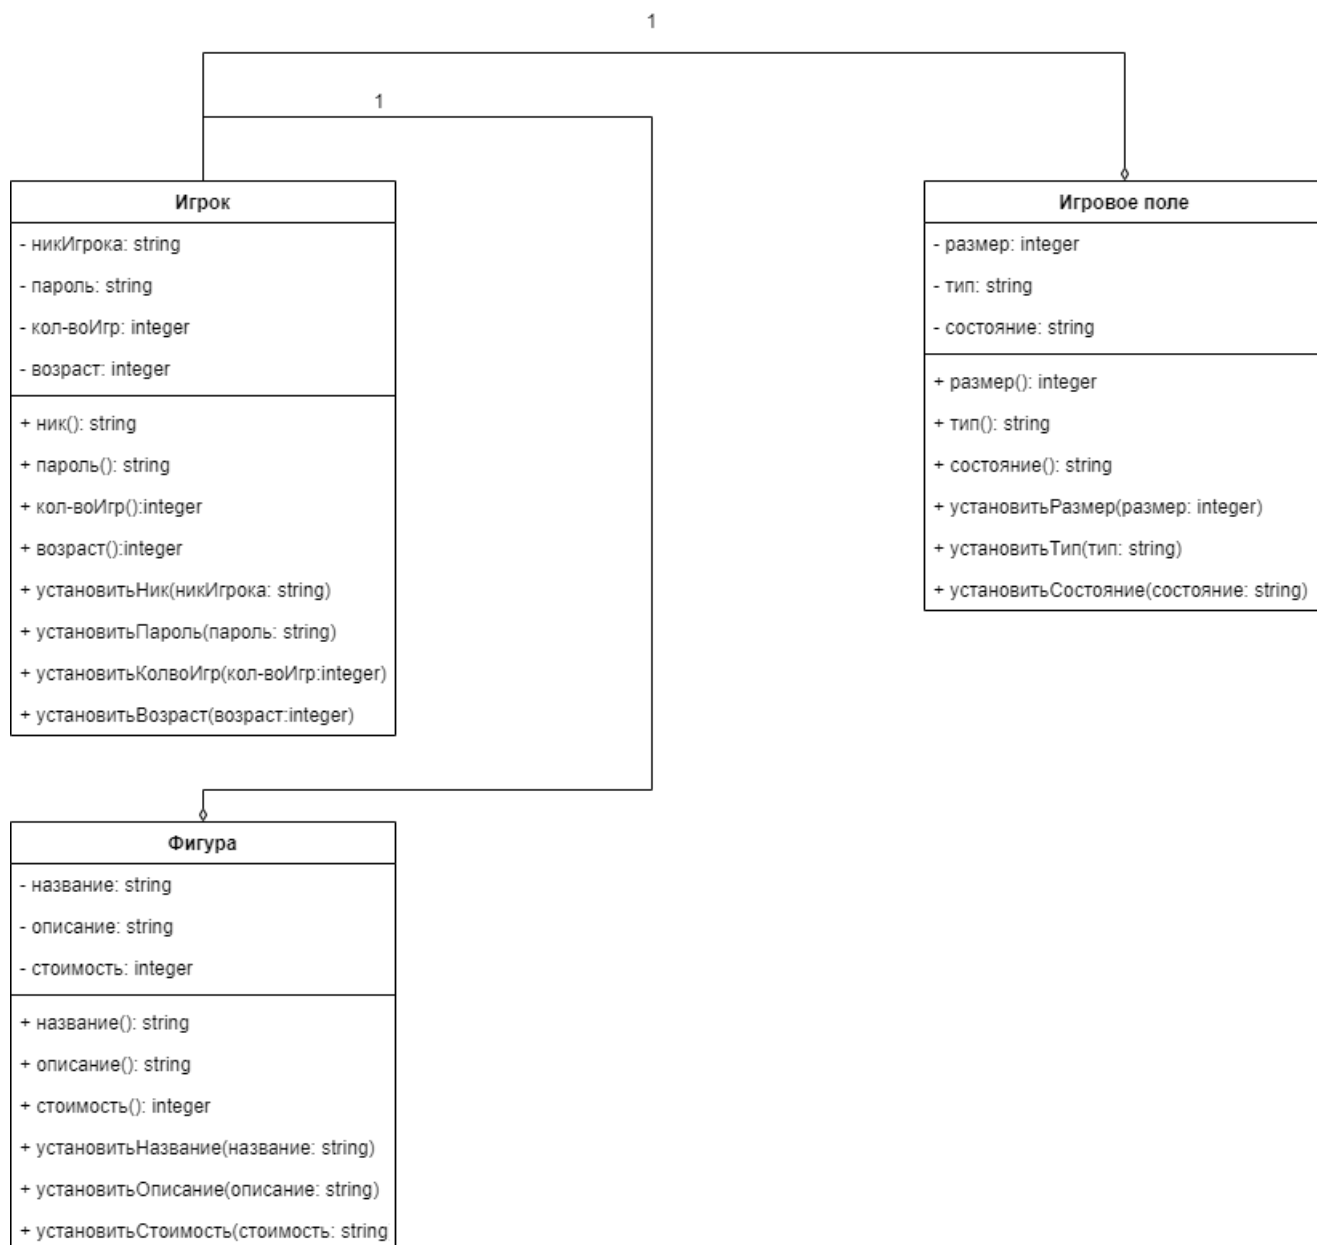 1
1
Игрок
- никИгрока: string
- пароль: string
- кол-воИгр: integer
- возраст: integer
+ ник(): string
+ пароль(): string
+ кол-воИгр():integer
+ возраст():integer
+ установитьНик(никИгрока: string)
+ установитьПароль(пароль: string)
+ установитьКолвоИгр(кол-воИгр:integer)
+ установитьВозраст(возраст:integer)
Игровое поле
- размер: integer
- тип: string
- состояние: string
+ размер(): integer
+ тип(): string
+ состояние(): string
+ установитьРазмер(размер: integer)
+ установитьТип(тип: string)
+ установитьСостояние(состояние: string)
Фигура
- название: string
- описание: string
- стоимость: integer
+ название(): string
+ описание(): string
+ стоимость(): integer
+ установитьНазвание(название: string)
+ установитьОписание(описание: string)
+ установитьСтоимость(стоимость: string